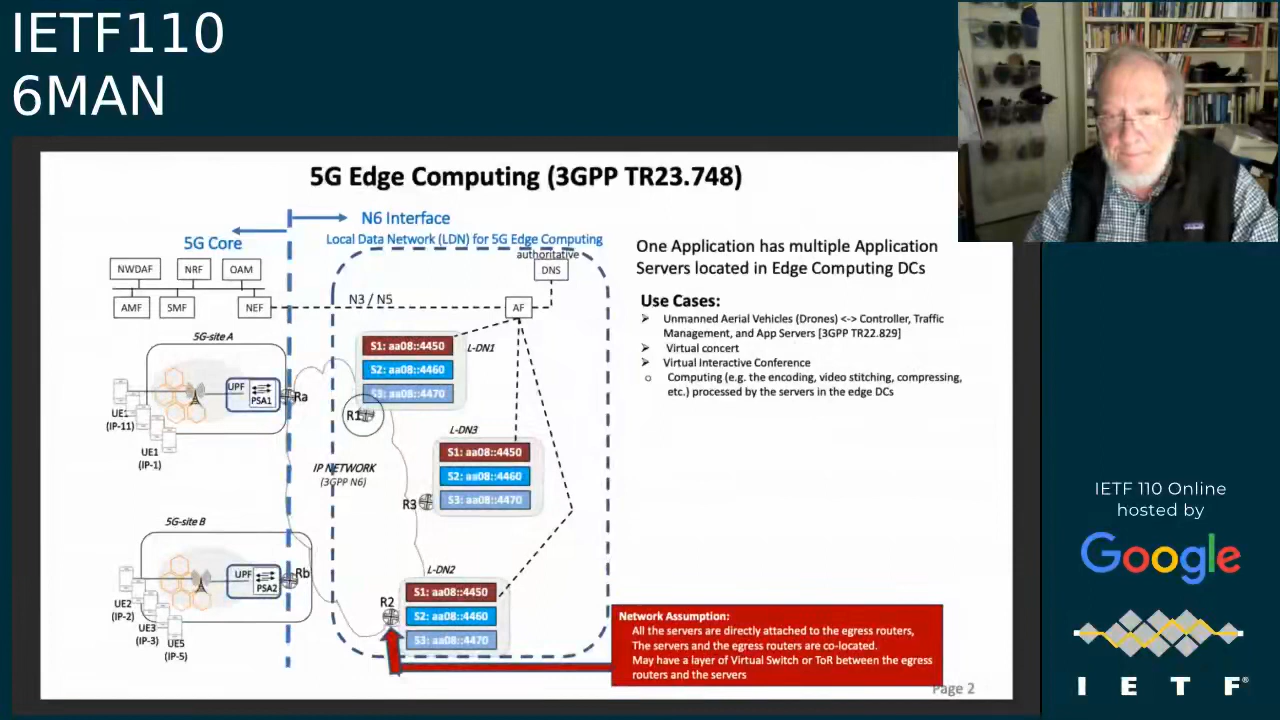 IETF110
6MAN
5G Edge Computing (3GPP TR23.748)
N6 Interface
5G Core
Local Data Network (LDN) for 5G Edge Computing
authoritative
DNS
NWDAF
NRF
OAM
AMF
SMF
NEF
N3 / N5
AF
5G-site A
S1: aa08::4450
S2: aa08::4460
S3: aa08::4470
L-DN1
UPF
PSA1
Ra
R1
UE1
(IP-11)
UE1
(IP-1)
L-DN3
S1: aa08::4450
S2: aa08::4460
S3: aa08::4470
R3
IP NETWORK
(3GPP N6)
5G-site B
UPF
PSA2
Rb
L-DN2
S1: aa08::4450
S2: aa08::4460
S3: aa08::4470
R2
UE2
(IP-2)
UE3
(IP-3)
UE5
(IP-5)
One Application has multiple Application
Servers located in Edge Computing DCs
Use Cases:
Unmanned Aerial Vehicles (Drones) <-> Controller, Traffic
Management, and App Servers [3GPP TR22.829]
Virtual concert
Virtual Interactive Conference
Computing (e.g. the encoding, video stitching, compressing,
etc.) processed by the servers in the edge DCs
Network Assumption:
All the servers are directly attached to the egress routers,
The servers and the egress routers are co-located.
May have a layer of Virtual Switch or ToR between the egress
routers and the servers
Page 2
IETF 110 Online
hosted by
Google
I E T F®